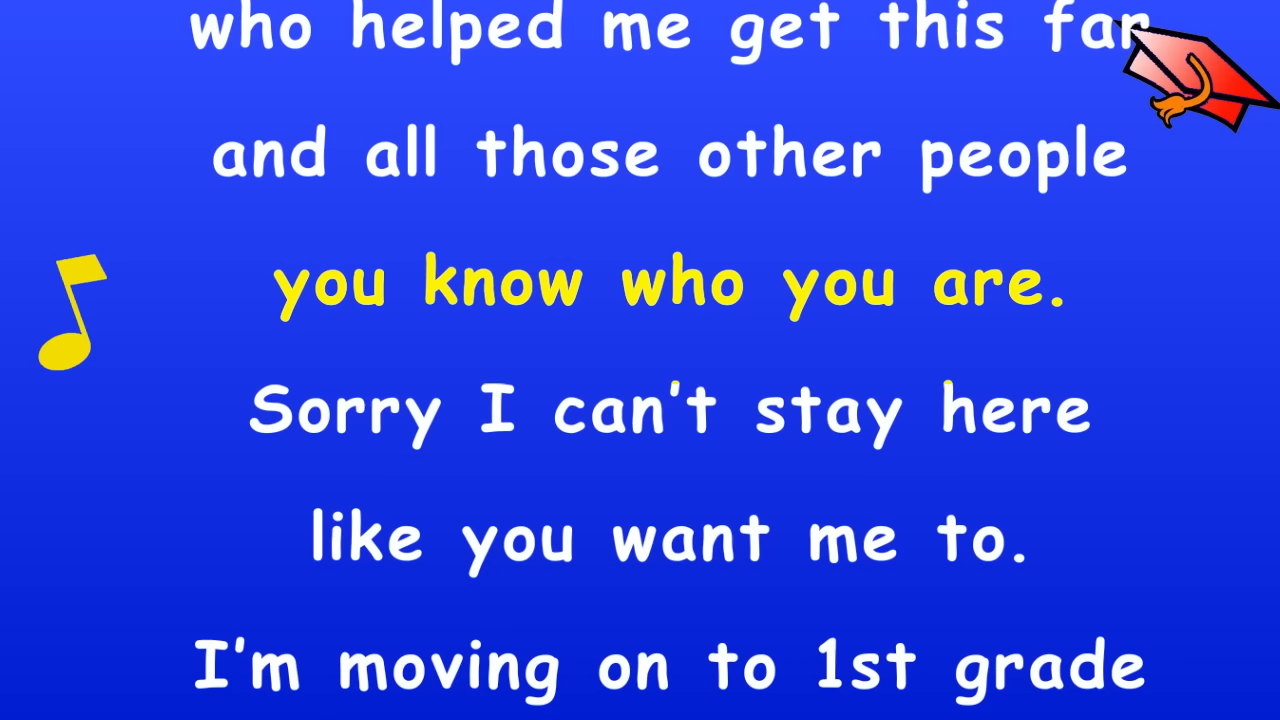 who helped me get this far
and all those other people
you know who you are.
Sorry I can't stay here
like you want me to.
I'm moving on to 1st grade